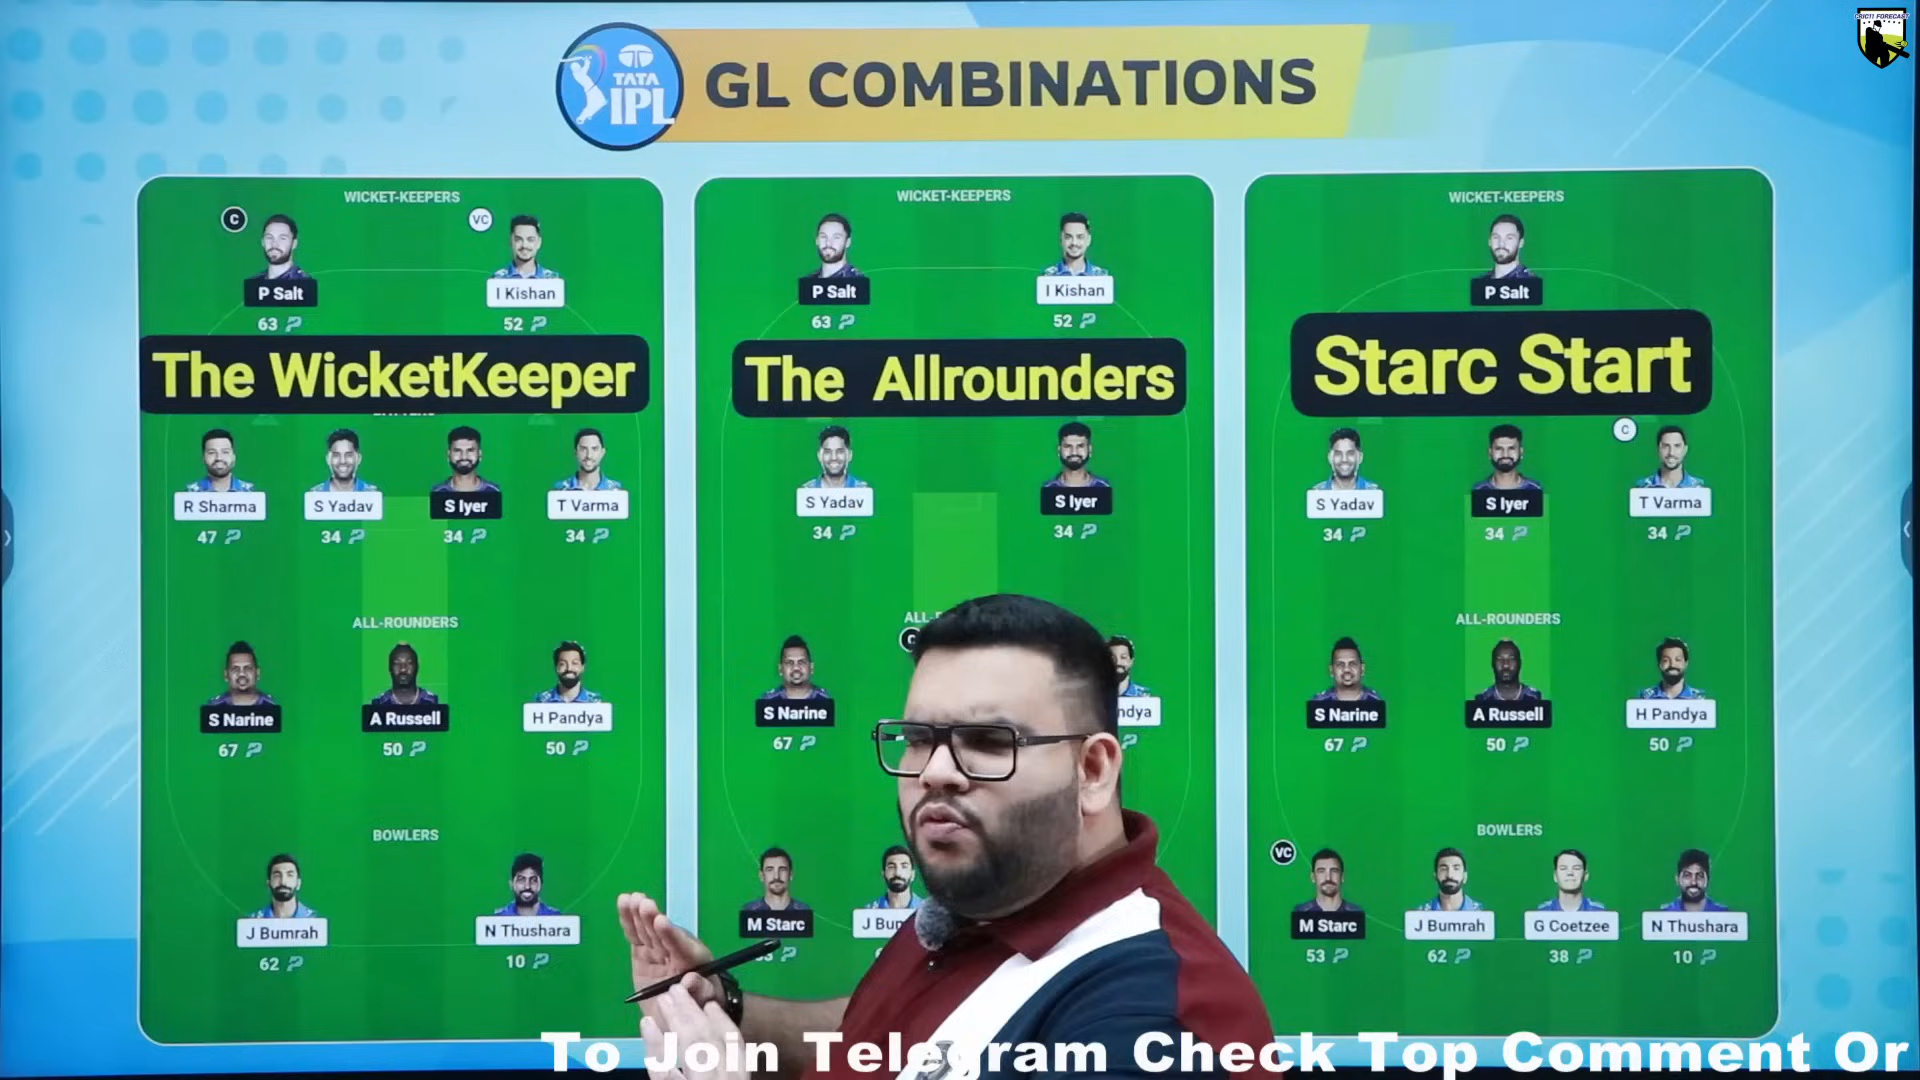 CRIC11 FORECAST
TATA
IPL
GL COMBINATIONS
WICKET-KEEPERS
C
VC
P Salt
I Kishan
63
52
The WicketKeeper
R Sharma
S Yadav
S Iyer
T Varma
47
34
34
34
ALL-ROUNDERS
S Narine
A Russell
H Pandya
67
50
50
BOWLERS
J Bumrah
N Thushara
62
10
WICKET-KEEPERS
P Salt
I Kishan
63
52
The Allrounders
S Yadav
S Iyer
34
34
S Narine
67
M Starc
WICKET-KEEPERS
P Salt
Starc Start
C
S Yadav
S Iyer
T Varma
34
34
34
ALL-ROUNDERS
S Narine
A Russell
H Pandya
67
50
50
BOWLERS
VC
M Starc
J Bumrah
G Coetzee
N Thushara
53
62
38
10
To Join Telegram Check Top Comment Or